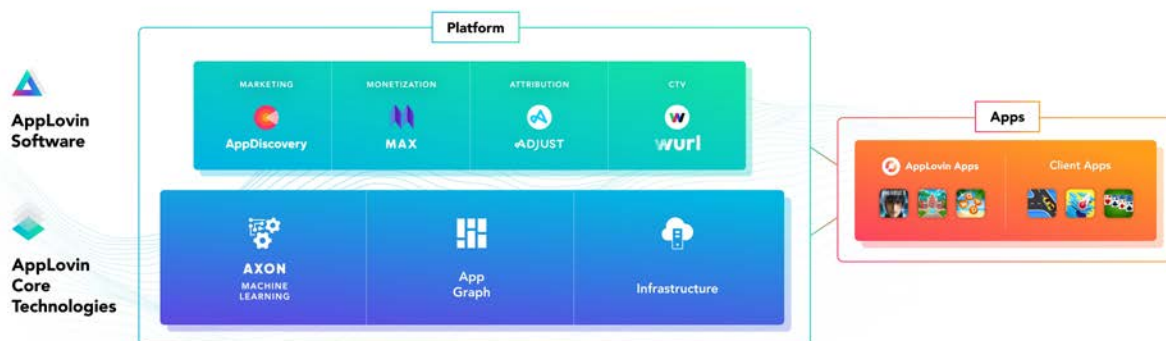 Platform
AppLovin
Software
MARKETING
AppDiscovery
MONETIZATION
MAX
ATTRIBUTION
ADJUST
CTV
wurl
AppLovin
Core
Technologies
AXON
MACHINE
LEARNING
App
Graph
Infrastructure
Apps
AppLovin Apps
Client Apps